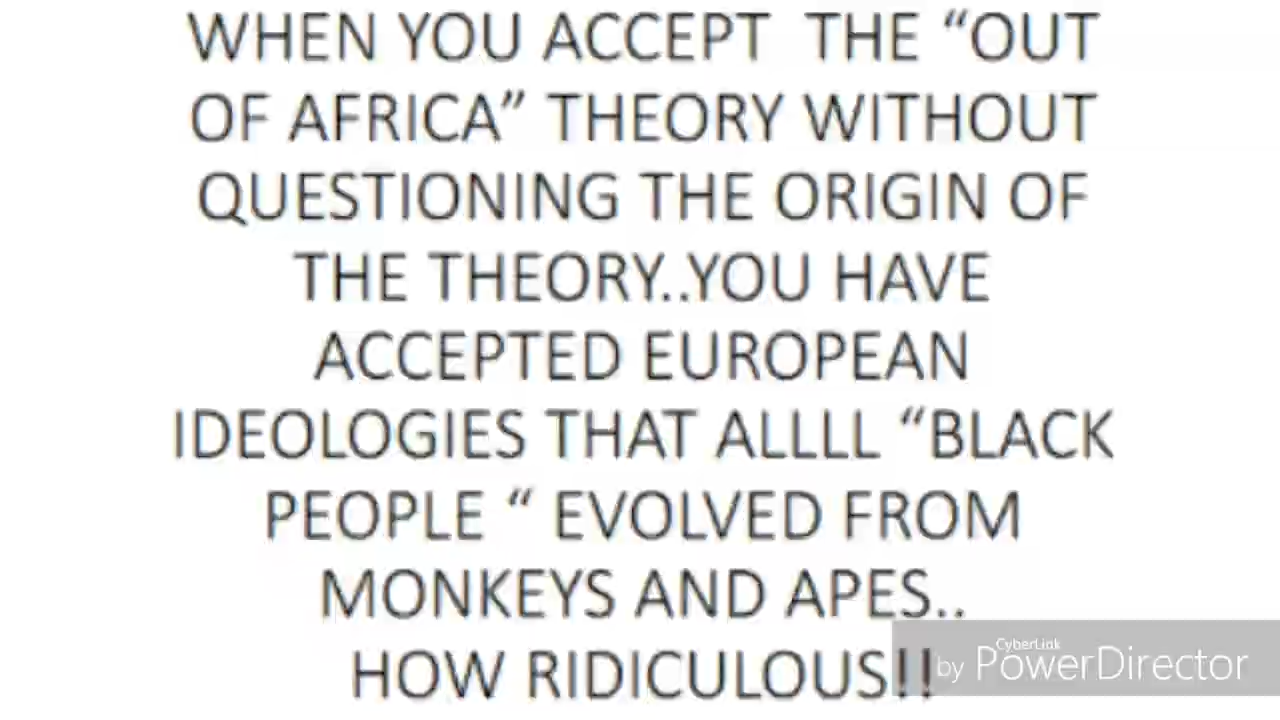 WHEN YOU ACCEPT THE “OUT
OF AFRICA” THEORY WITHOUT
QUESTIONING THE ORIGIN OF
THE THEORY..YOU HAVE
ACCEPTED EUROPEAN
IDEOLOGIES THAT ALLLL “BLACK
PEOPLE “ EVOLVED FROM
MONKEYS AND APES..
HOW RIDICULOUS!!
CyberLink
by PowerDirector